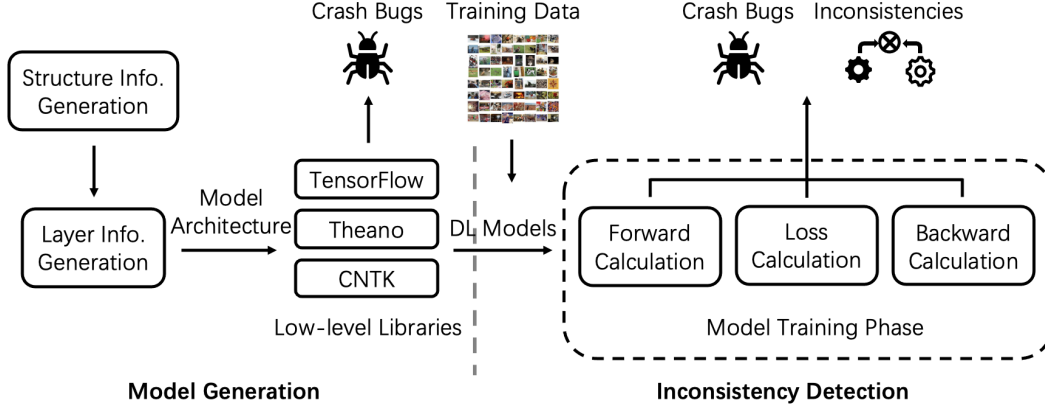 Crash Bugs
Training Data
Crash Bugs
Inconsistencies
Structure Info.
Generation
Layer Info.
Generation
Model
Architecture
TensorFlow
Theano
CNTK
Low-level Libraries
DL Models
Forward
Calculation
Loss
Calculation
Backward
Calculation
Model Training Phase
Model Generation
Inconsistency Detection